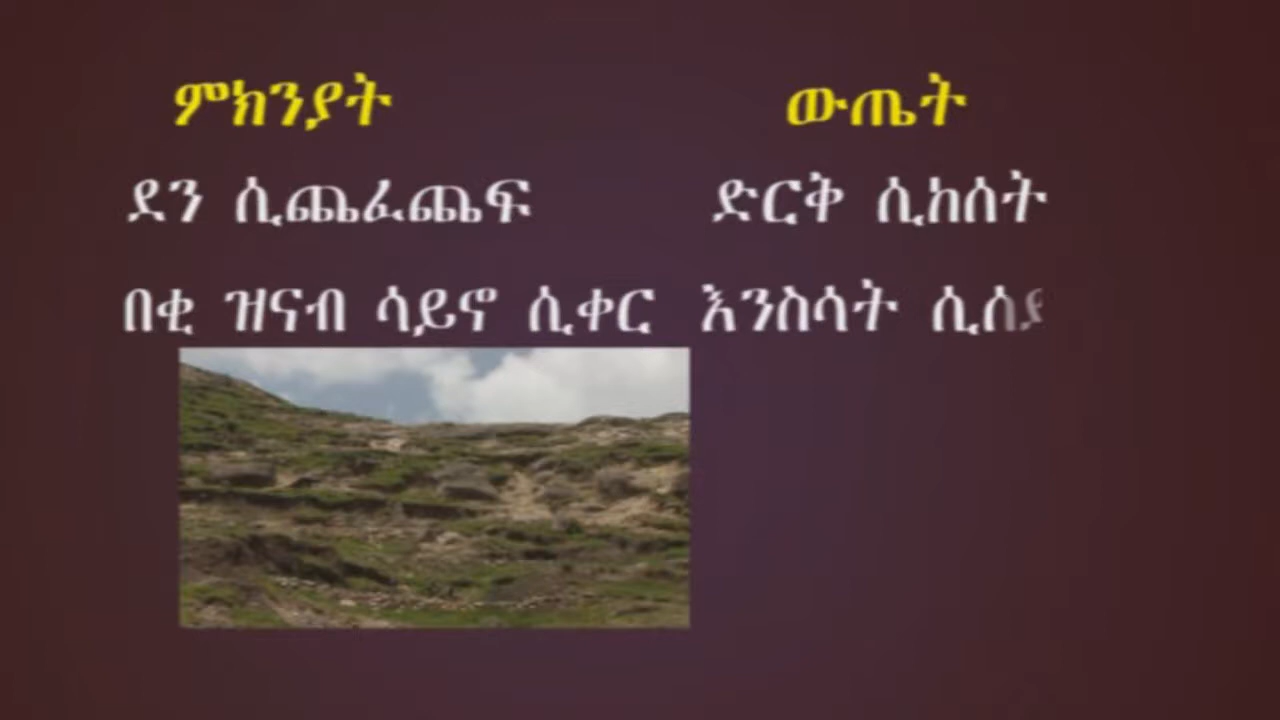 ምክንያት ውጤት
ደን ሲጨፈጨፍ ድርቅ ሲከሰት
በቂ ዝናብ ሳይኖ ሲቀር እንስሳት